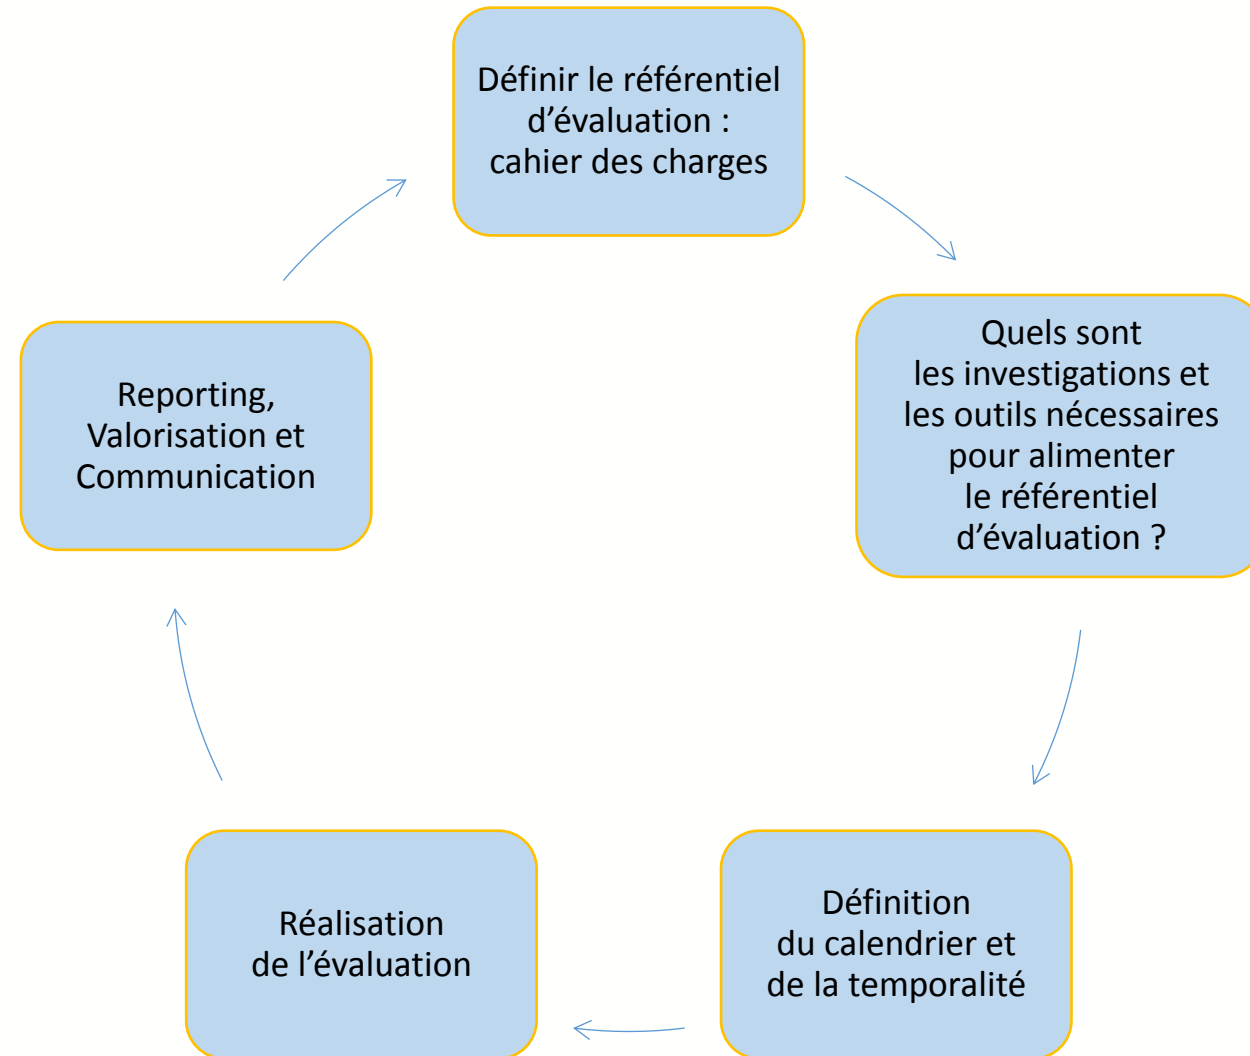 Définir le référentiel
d’évaluation :
cahier des charges
Quels sont
les investigations et
les outils nécessaires
pour alimenter
le référentiel
d’évaluation ?
Définition
du calendrier et
de la temporalité
Réalisation
de l’évaluation
Reporting,
Valorisation et
Communication